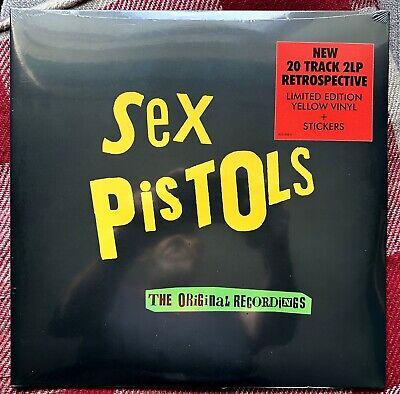 NEW
20 TRACK 2LP
RETROSPECTIVE
LIMITED EDITION
YELLOW VINYL
+
STICKERS
Sex
PiSTOLS
THE ORiGiNal RECORDiNGS